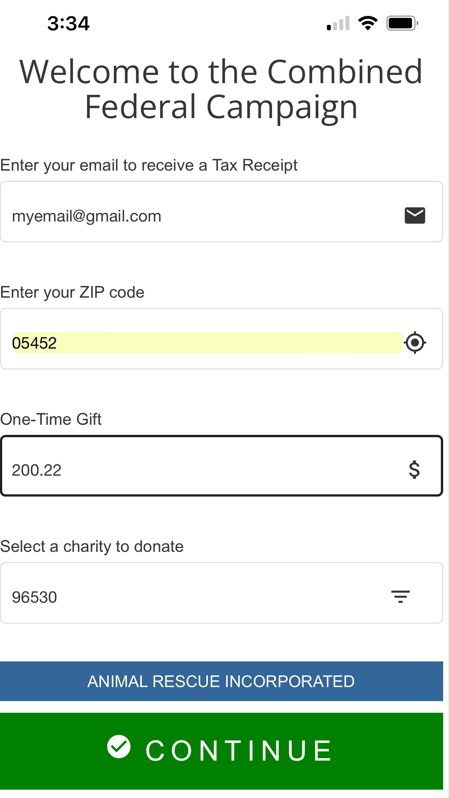 3:34
Welcome to the Combined
Federal Campaign
Enter your email to receive a Tax Receipt
myemail@gmail.com
Enter your ZIP code
05452
One-Time Gift
200.22
$
Select a charity to donate
96530
ANIMAL RESCUE INCORPORATED
CONTINUE